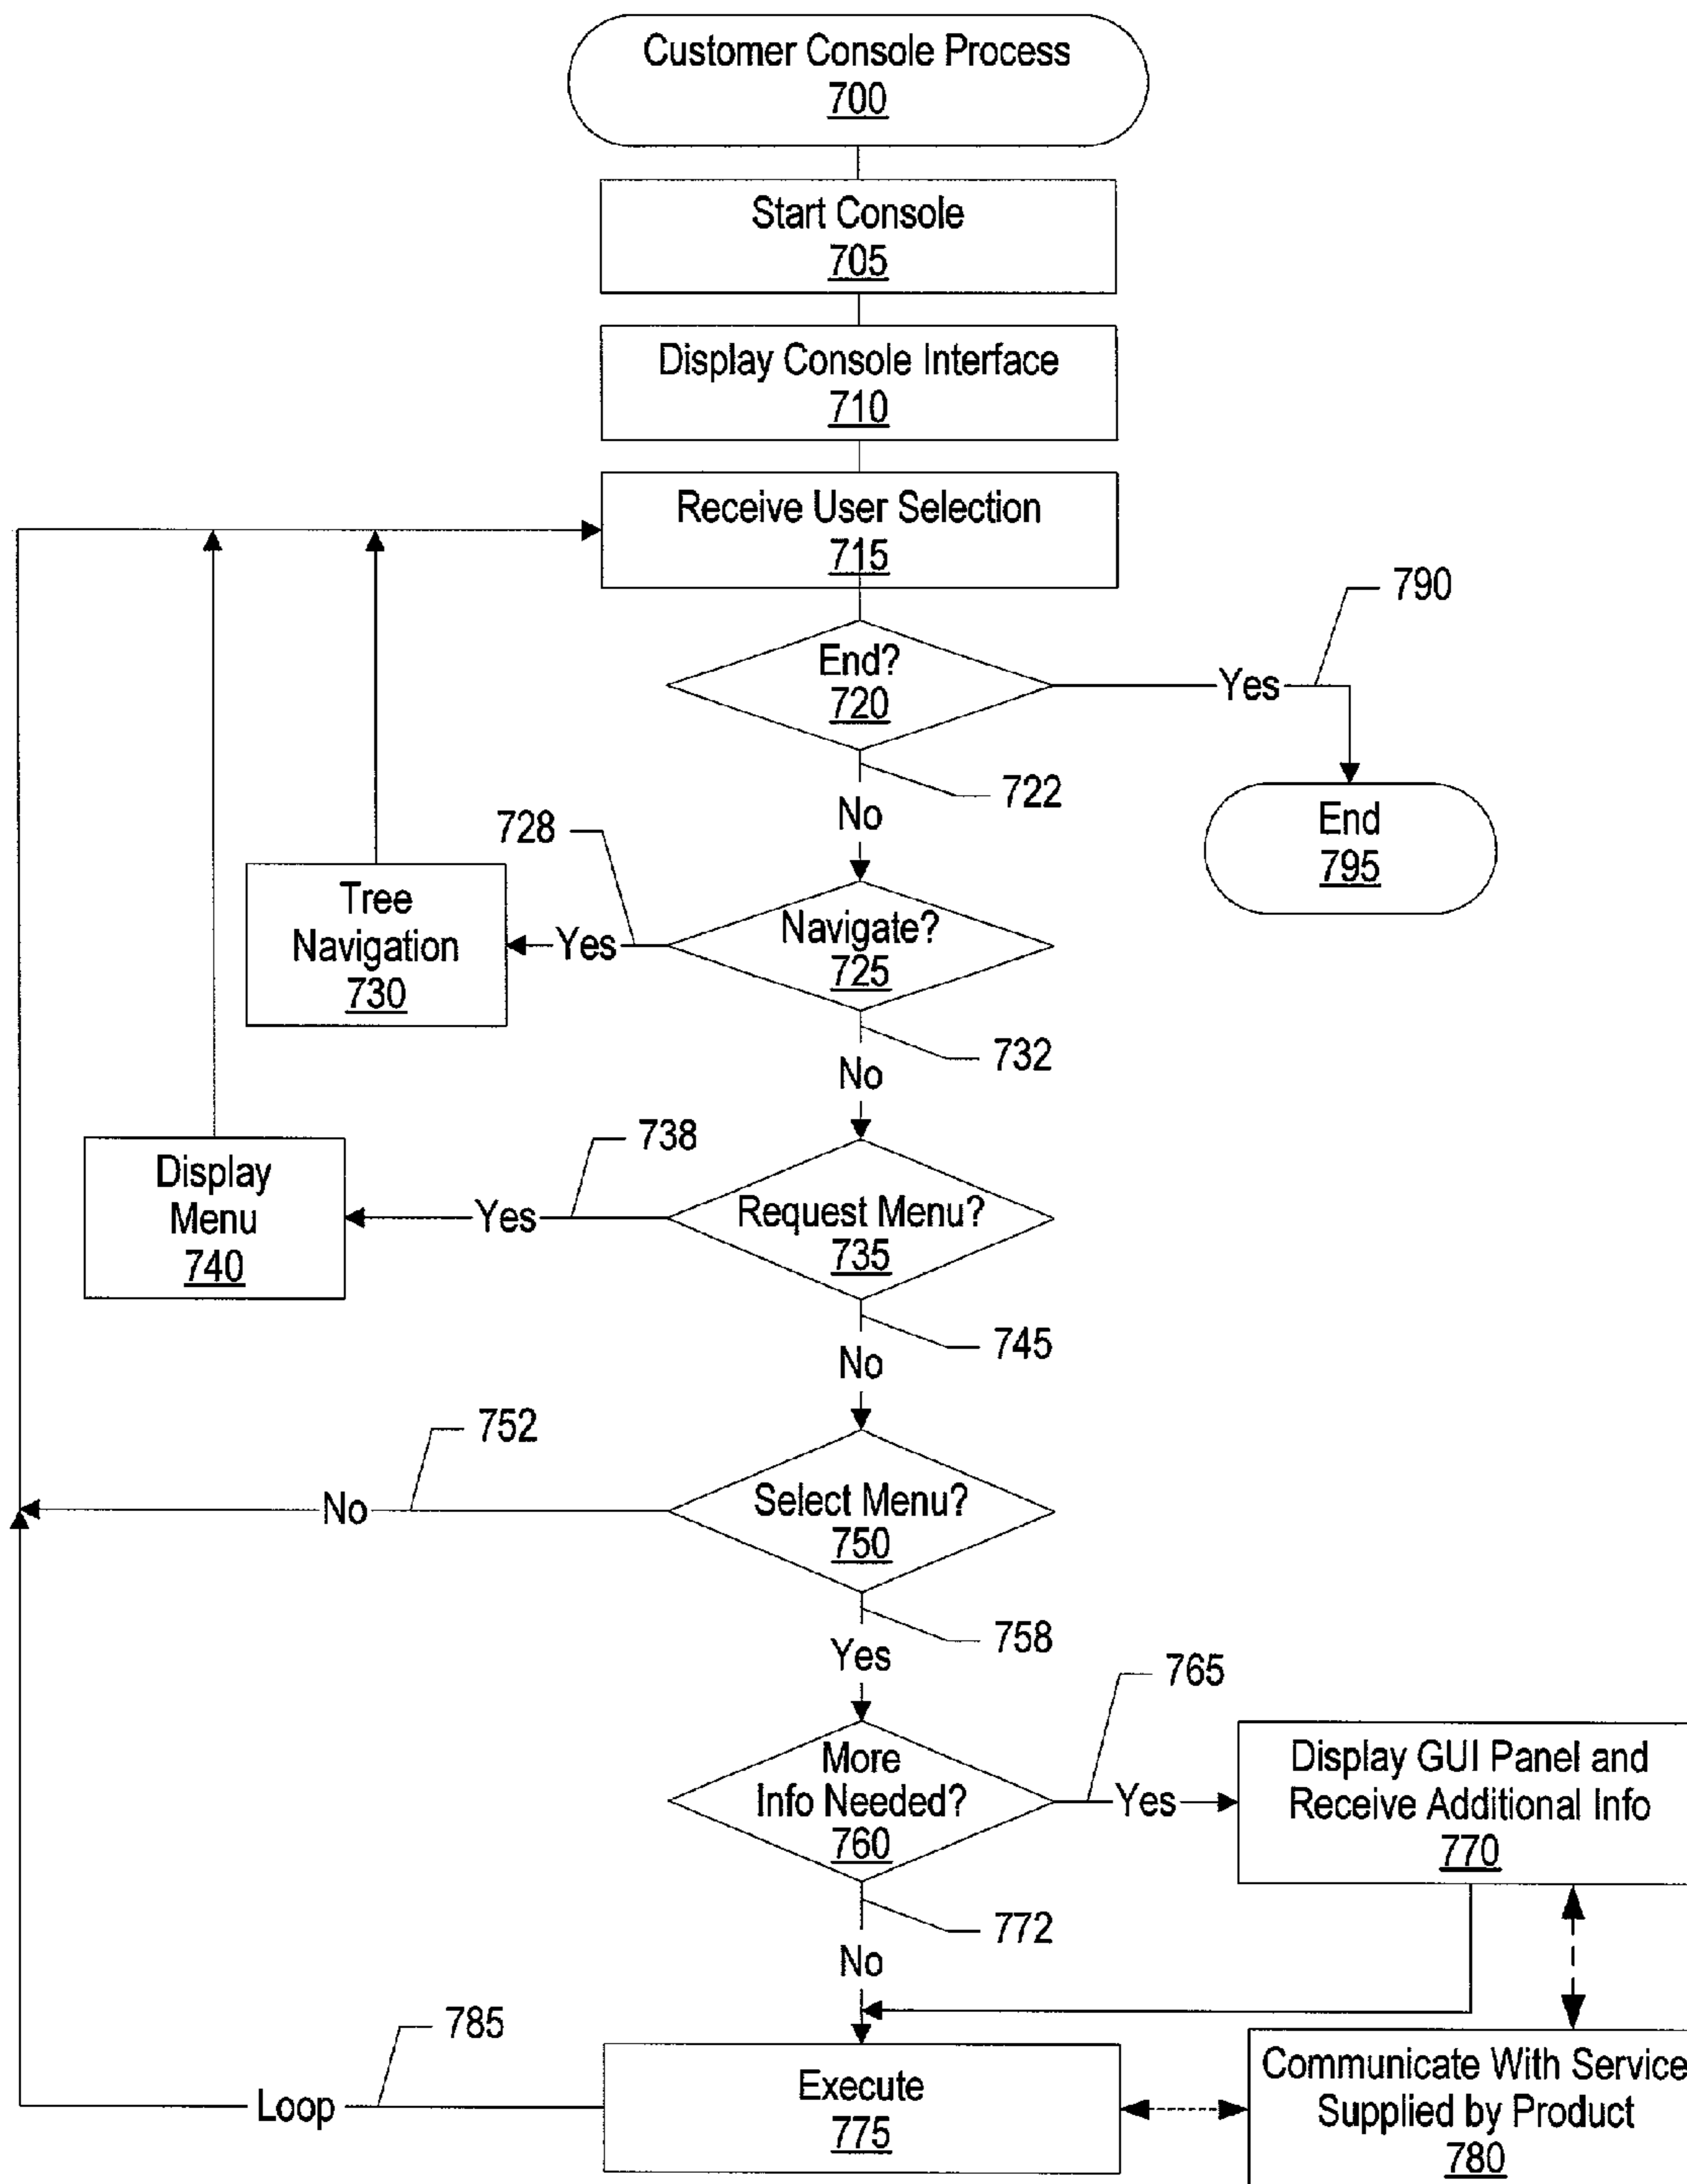 Customer Console Process
700
Start Console
705
Display Console Interface
710
Receive User Selection
715
790
End?
720
Yes
722
No
End
795
728
Tree
Navigation
730
Yes
Navigate?
725
732
No
738
Display
Menu
740
Yes
Request Menu?
735
745
No
752
No
Select Menu?
750
758
Yes
765
More
Info Needed?
760
Yes
Display GUI Panel and
Receive Additional Info
770
772
No
785
Loop
Execute
775
Communicate With Service
Supplied by Product
780